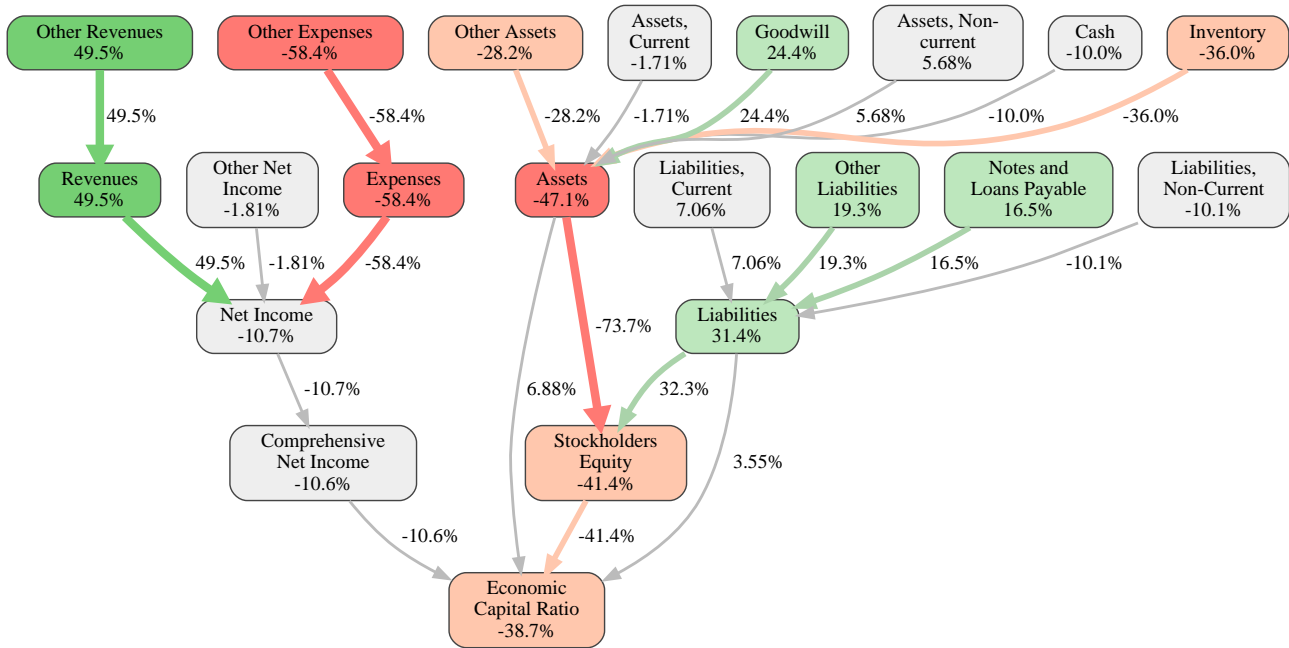 Other Revenues
49.5%
Other Expenses
-58.4%
Other Assets
-28.2%
Assets,
Current
-1.71%
Goodwill
24.4%
Assets, Non-
current
5.68%
Cash
-10.0%
Inventory
-36.0%
49.5%
-58.4%
-28.2%
-1.71%
24.4%
5.68%
-10.0%
-36.0%
Revenues
49.5%
Other Net
Income
-1.81%
Expenses
-58.4%
Assets
-47.1%
Liabilities,
Current
7.06%
Other
Liabilities
19.3%
Notes and
Loans Payable
16.5%
Liabilities,
Non-Current
-10.1%
49.5%
-1.81%
-58.4%
7.06%
19.3%
16.5%
-10.1%
Net Income
-10.7%
-73.7%
Liabilities
31.4%
-10.7%
6.88%
32.3%
Comprehensive
Net Income
-10.6%
Stockholders
Equity
-41.4%
3.55%
-10.6%
-41.4%
Economic
Capital Ratio
-38.7%